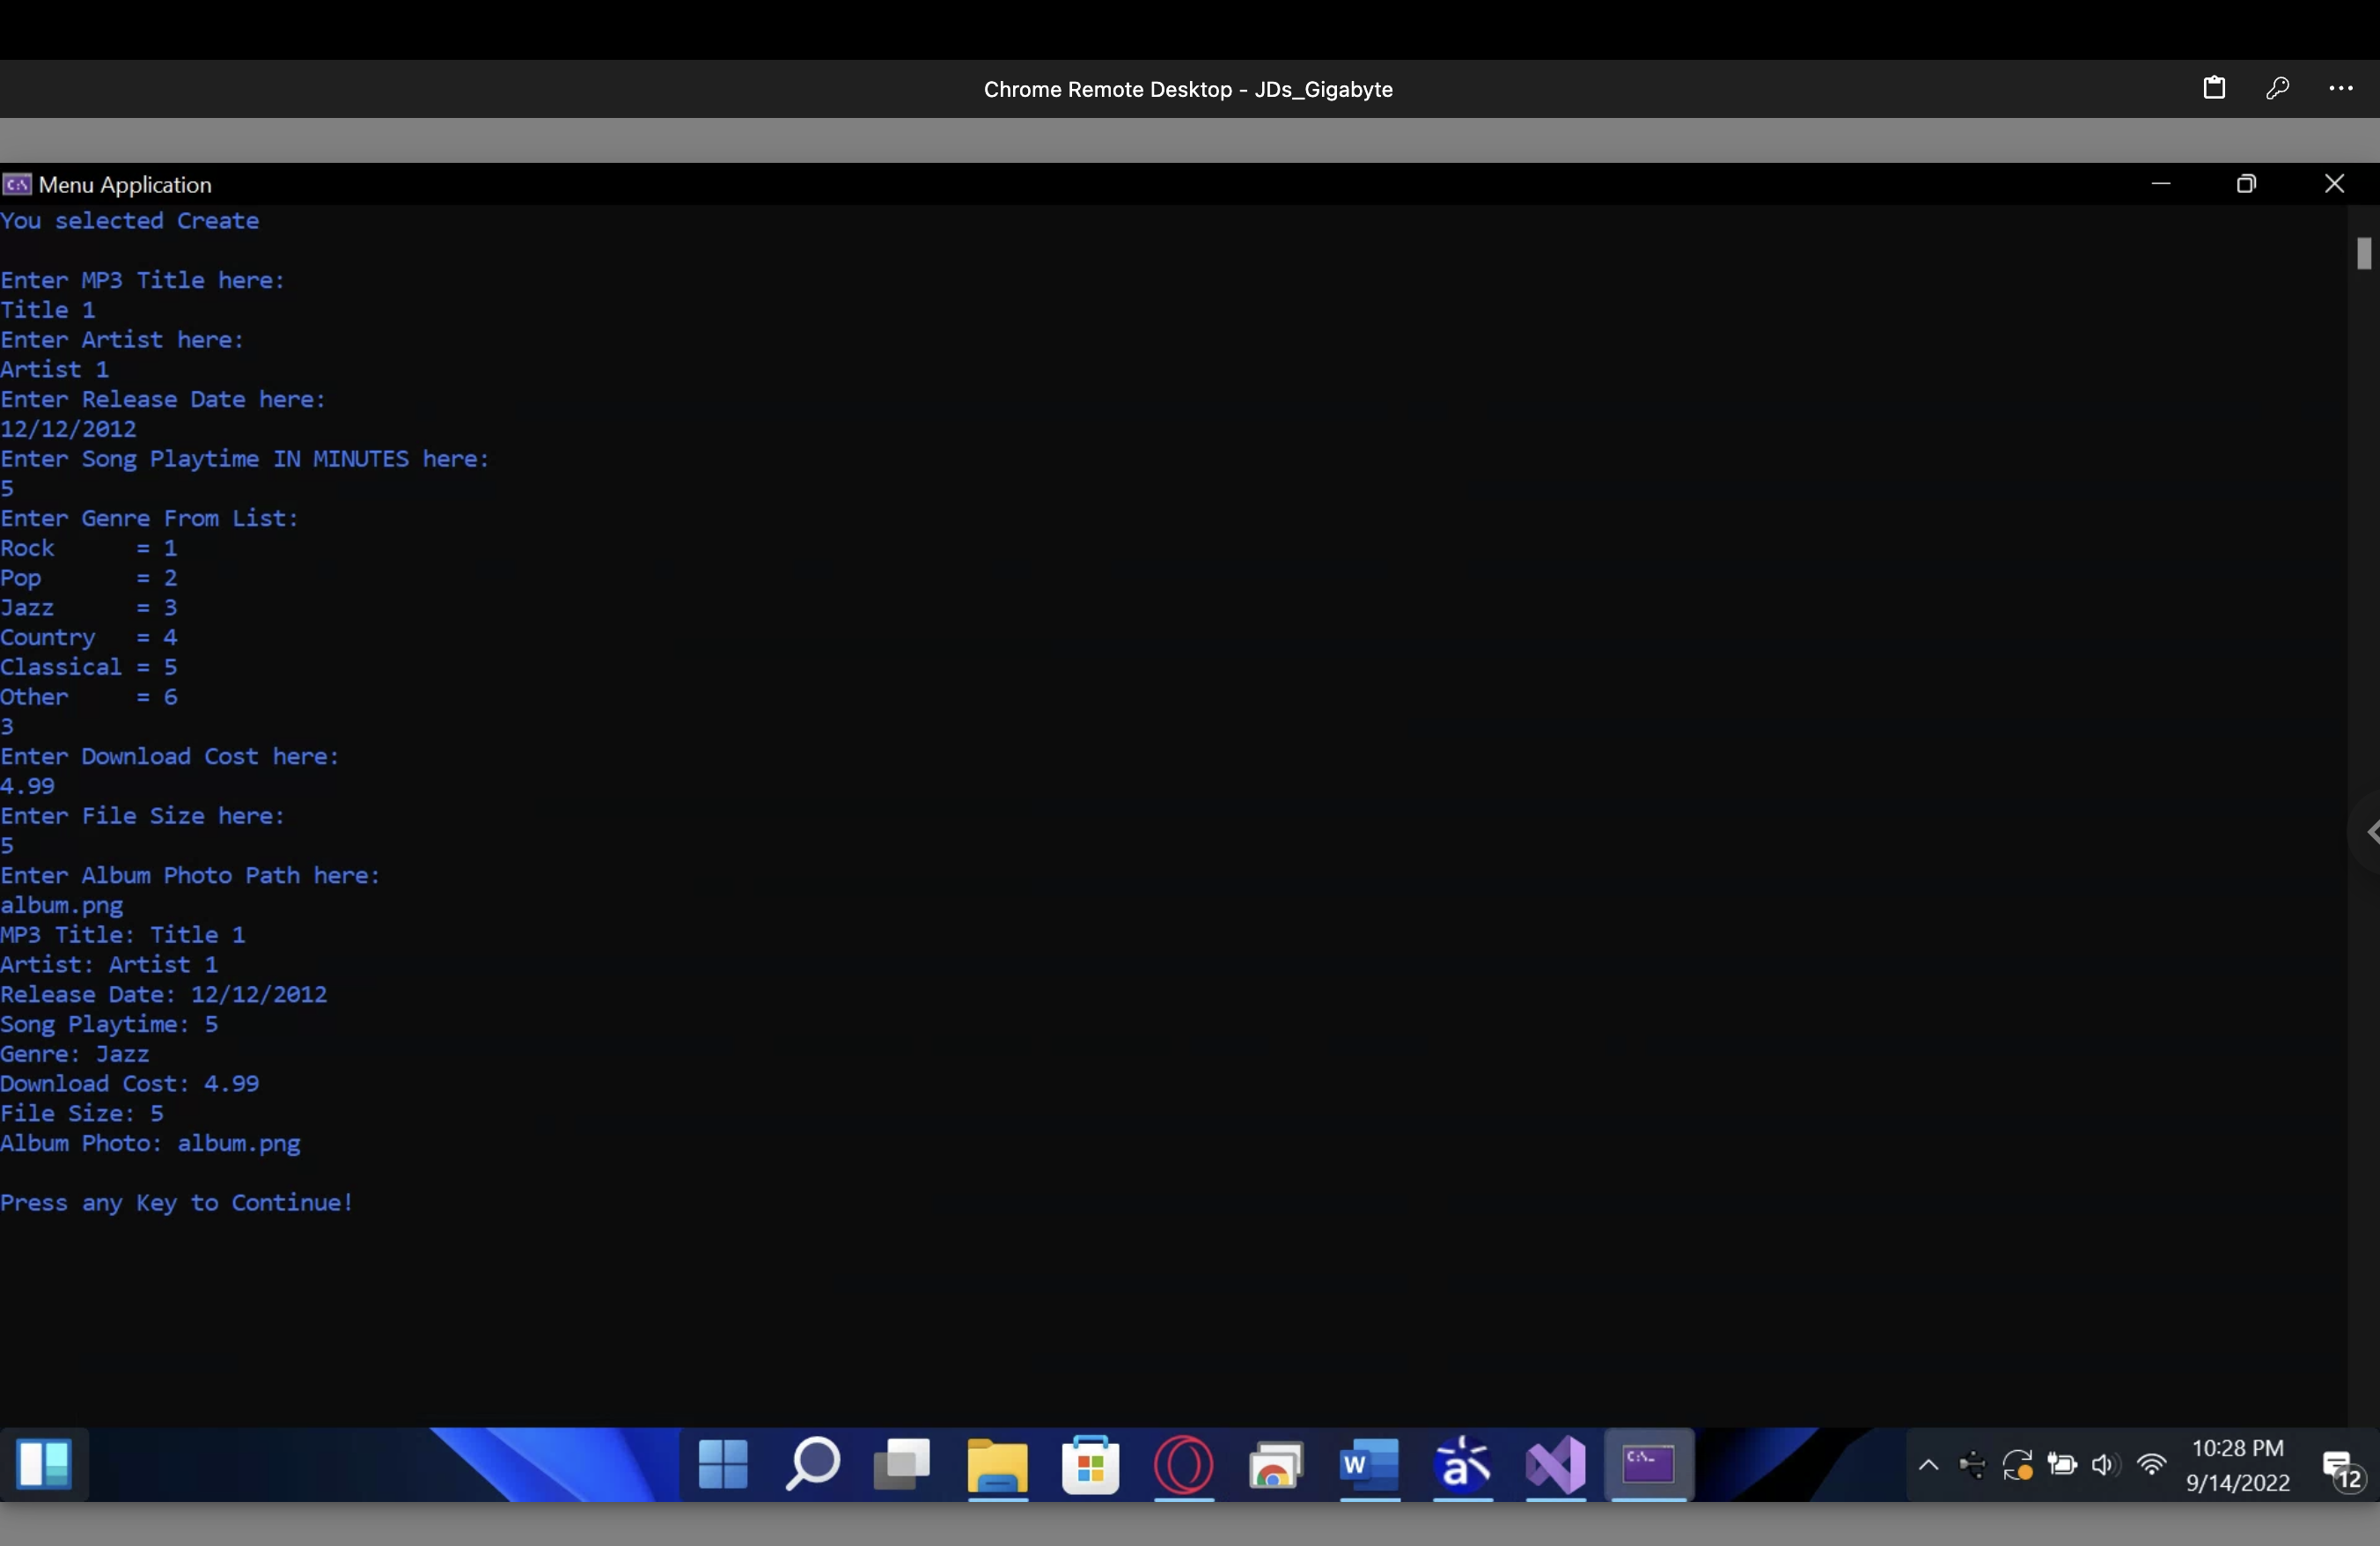 Chrome Remote Desktop - JDs_Gigabyte
Menu Application
You selected Create
Enter MP3 Title here:
Title 1
Enter Artist here:
Artist 1
Enter Release Date here:
12/12/2012
Enter Song Playtime IN MINUTES here:
5
Enter Genre From List:
Rock      = 1
Pop       = 2
Jazz      = 3
Country   = 4
Classical = 5
Other     = 6
3
Enter Download Cost here:
4.99
Enter File Size here:
5
Enter Album Photo Path here:
album.png
MP3 Title: Title 1
Artist: Artist 1
Release Date: 12/12/2012
Song Playtime: 5
Genre: Jazz
Download Cost: 4.99
File Size: 5
Album Photo: album.png
Press any Key to Continue!
10:28 PM
9/14/2022
12